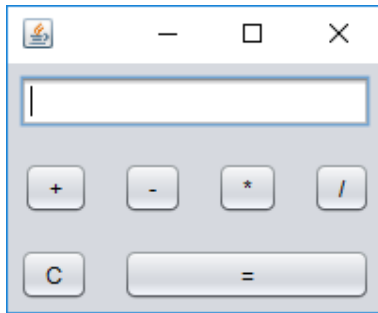 + - * /
C =